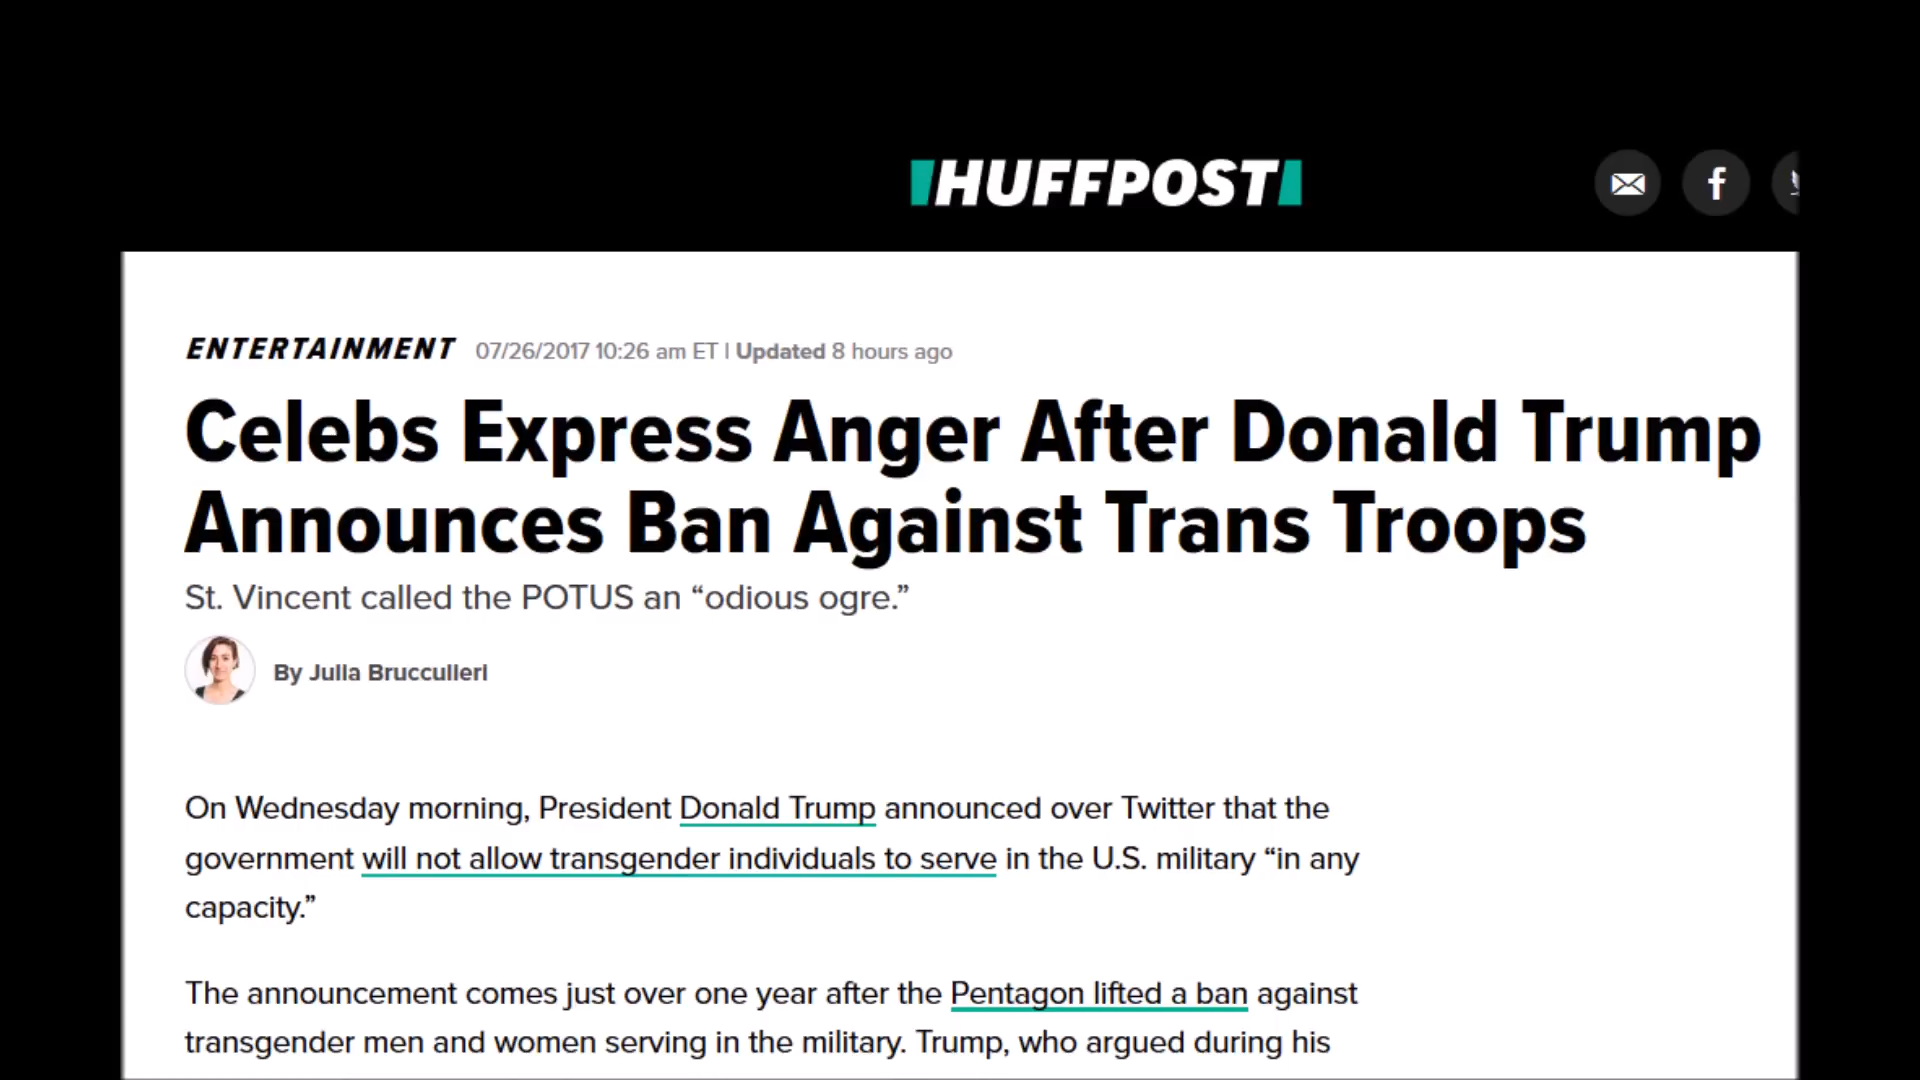 HUFFPOST
ENTERTAINMENT 07/26/2017 10:26 am ET | Updated 8 hours ago
Celebs Express Anger After Donald Trump
Announces Ban Against Trans Troops
St. Vincent called the POTUS an “odious ogre.”
By Julia Brucculieri
On Wednesday morning, President Donald Trump announced over Twitter that the
government will not allow transgender individuals to serve in the U.S. military “in any
capacity.”
The announcement comes just over one year after the Pentagon lifted a ban against
transgender men and women serving in the military. Trump, who argued during his